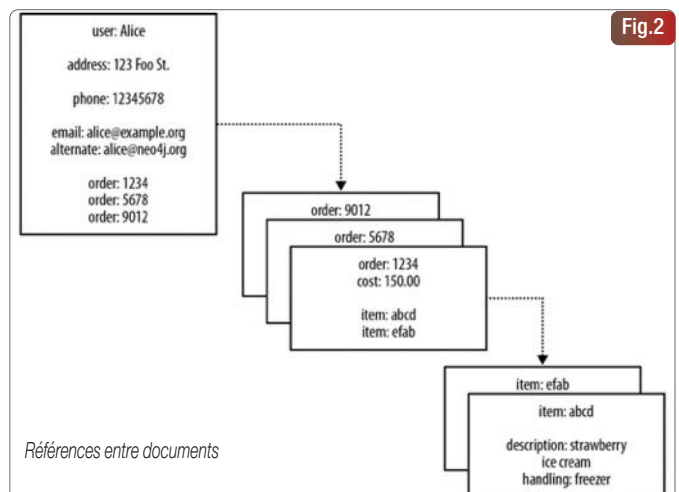 Fig.2
user: Alice
address: 123 Foo St.
phone: 12345678
email: alice@example.org
alternate: alice@neo4j.org
order: 1234
order: 5678
order: 9012
order: 9012
order: 5678
order: 1234
cost: 150.00
item: abcd
item: efab
item: efab
item: abcd
description: strawberry
ice cream
handling: freezer
Références entre documents